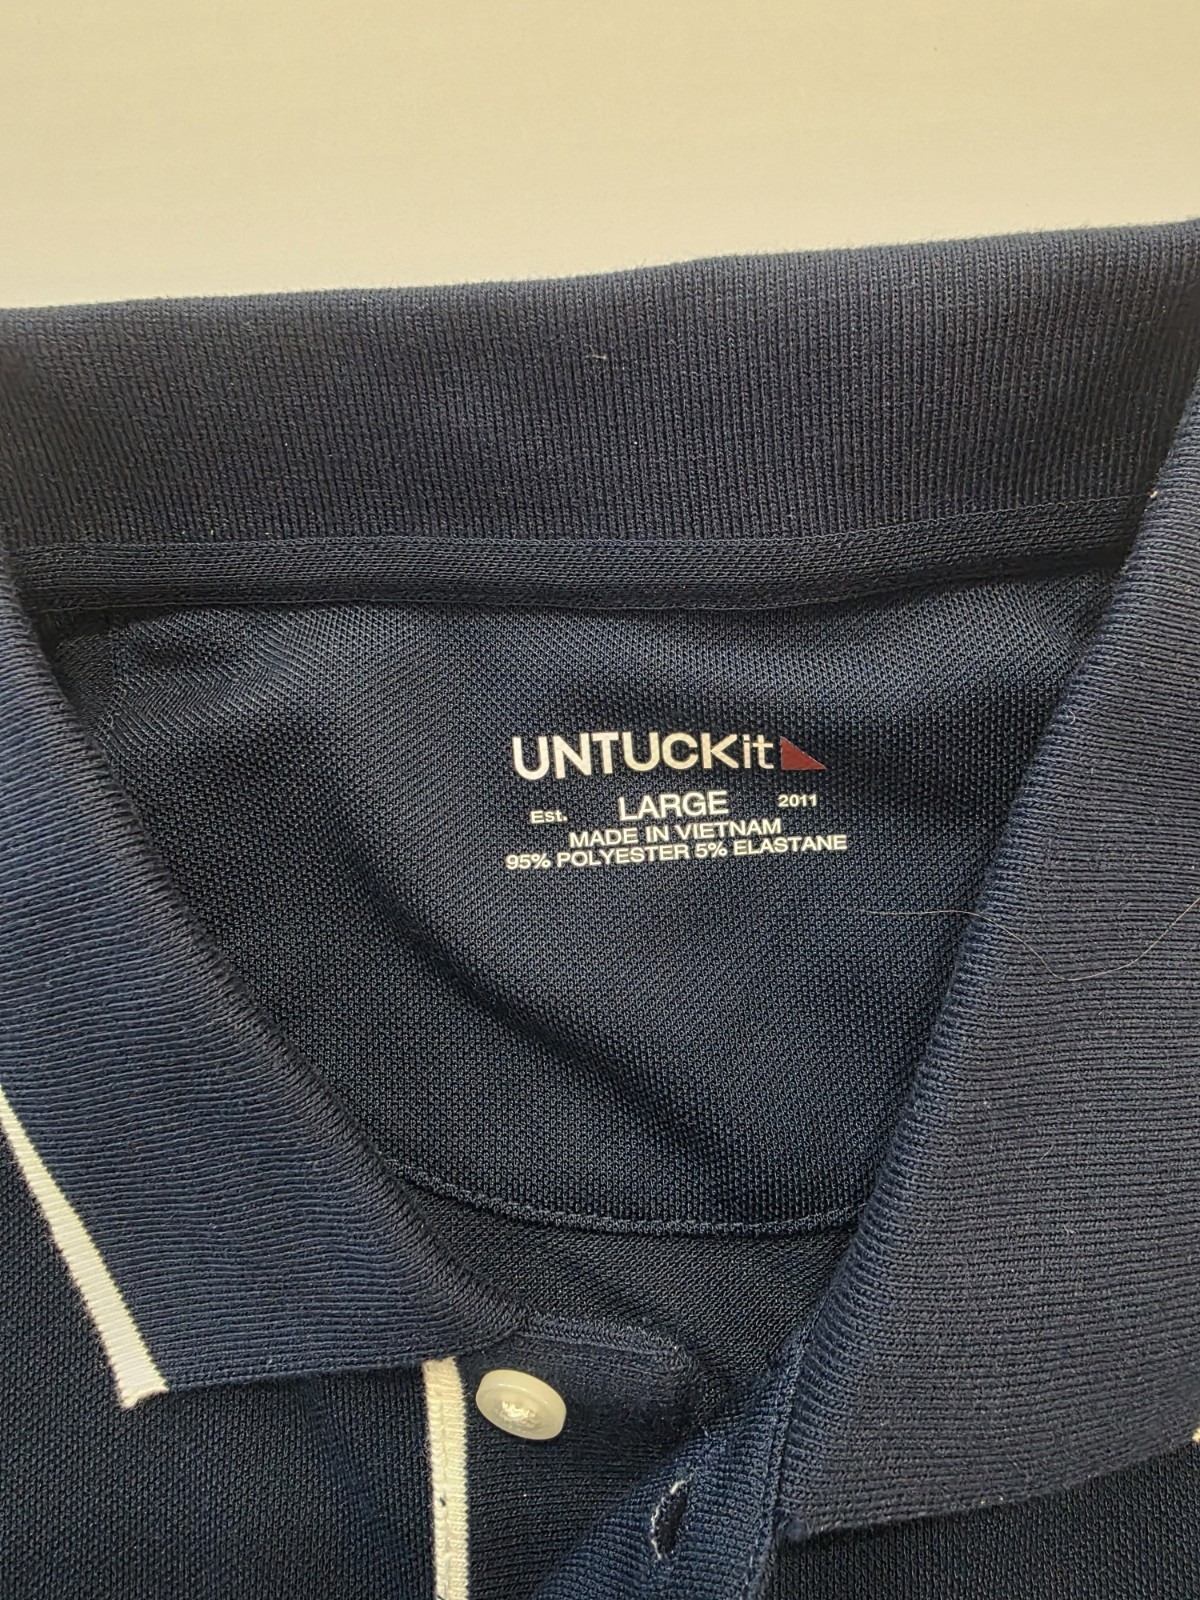 UNTUCKit
Est. LARGE 2011
MADE IN VIETNAM
95% POLYESTER 5% ELASTANE